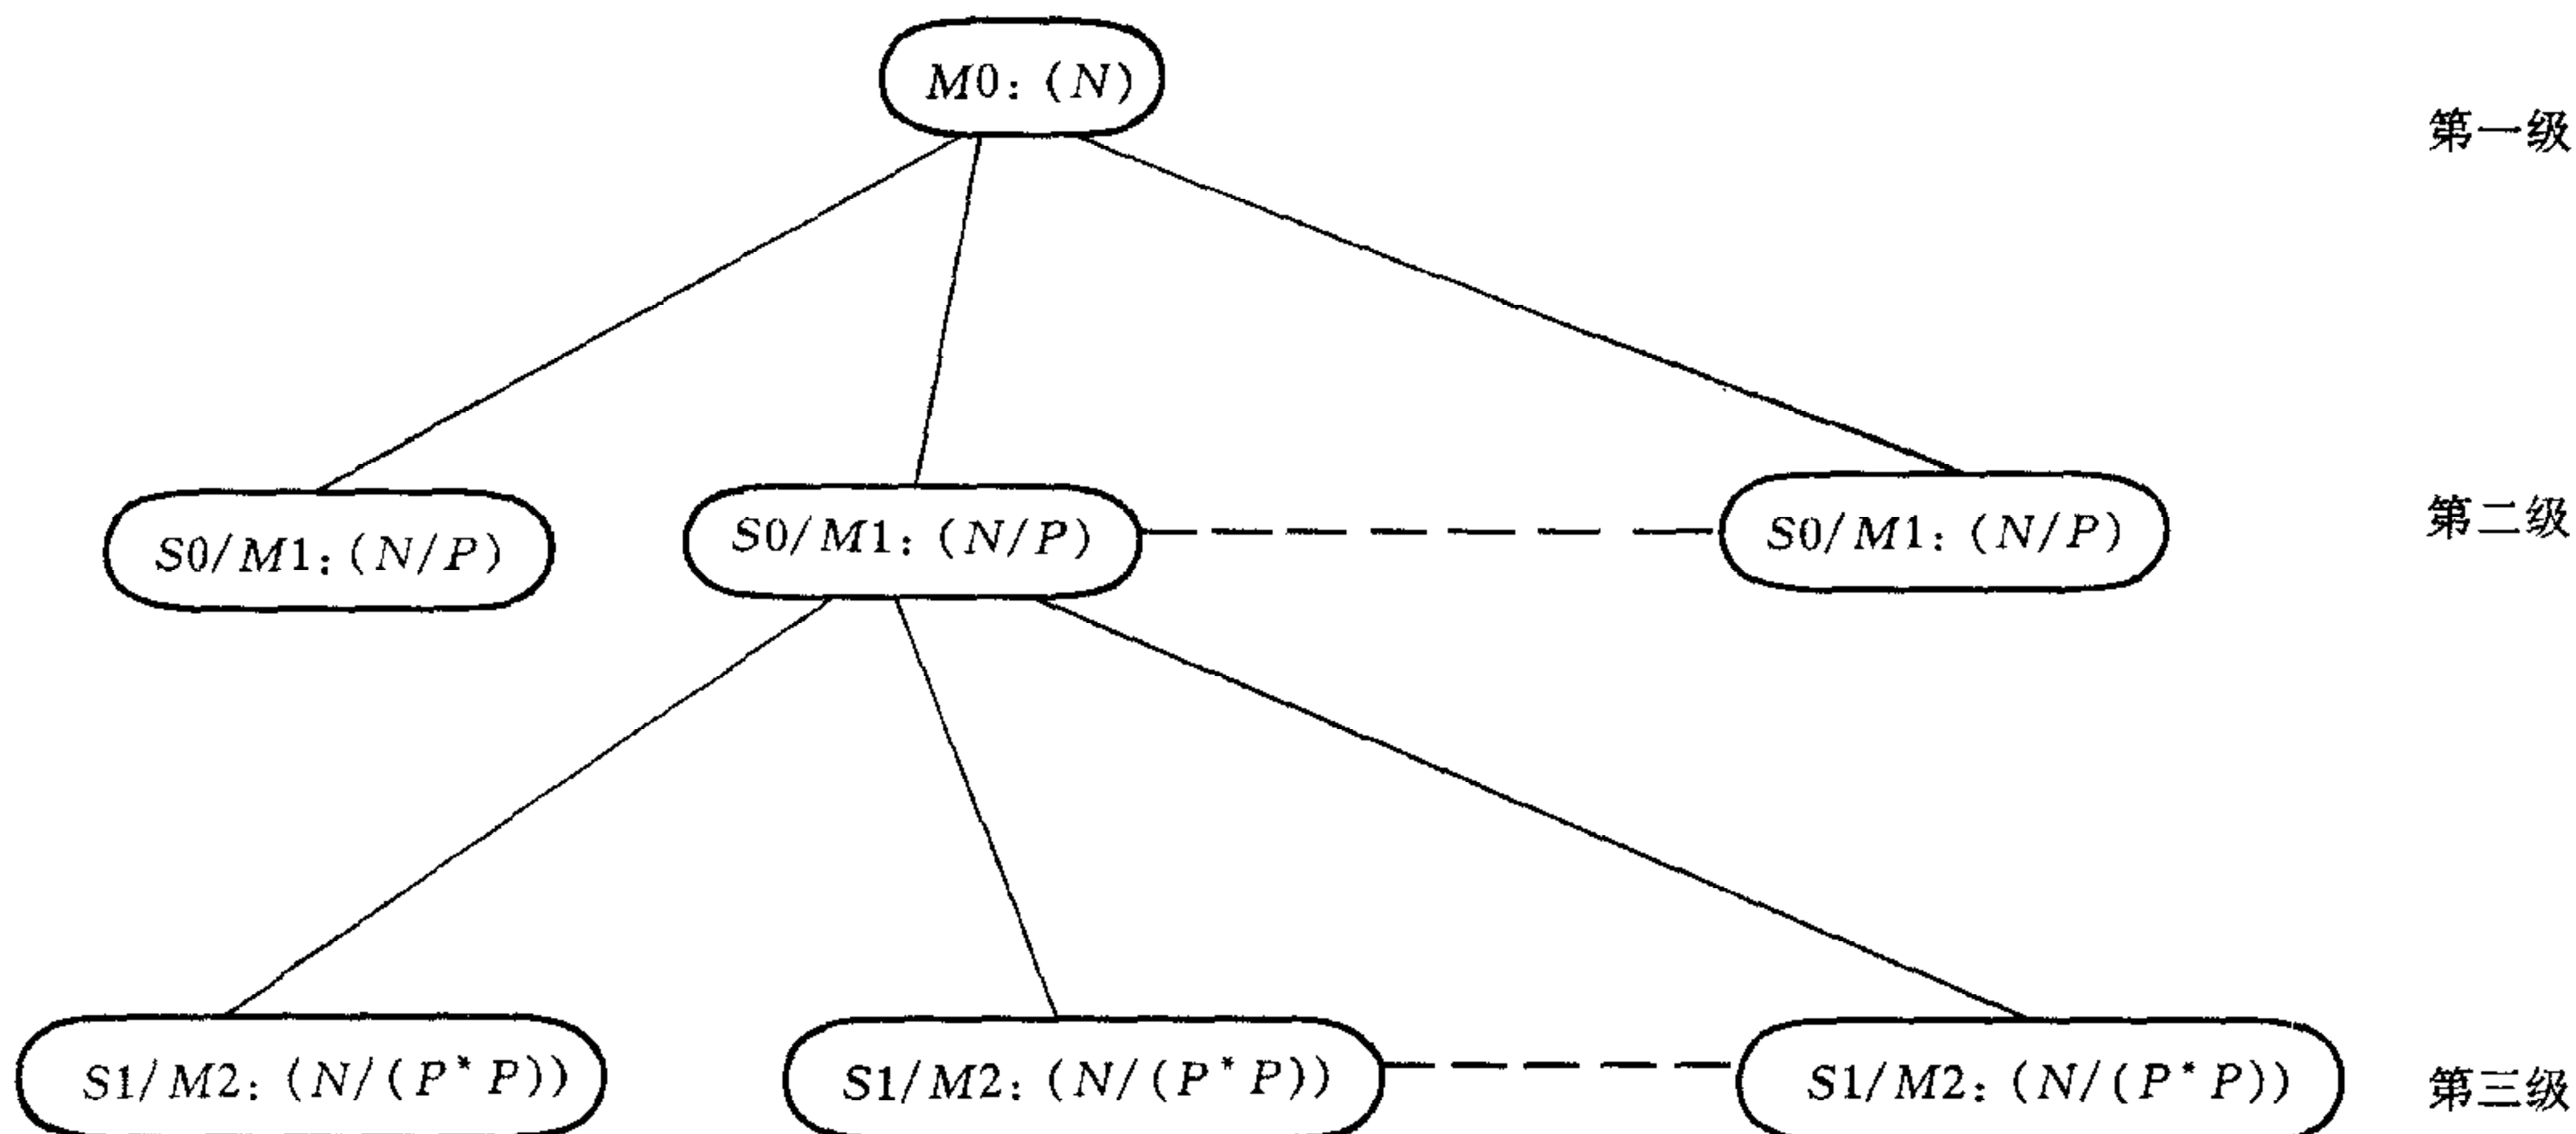 M0: (N)
第一级
S0/M1: (N/P)
S0/M1: (N/P)
S0/M1: (N/P)
第二级
S1/M2: (N/(P*P))
S1/M2: (N/(P*P))
S1/M2: (N/(P*P))
第三级